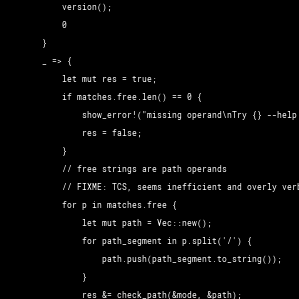 version();
0
}
_ => {
let mut res = true;
if matches.free.len() == 0 {
show_error!("missing operand\nTry {} --help
res = false;
}
// free strings are path operands
// FIXME: TCS, seems inefficient and overly verb
for p in matches.free {
let mut path = Vec::new();
for path_segment in p.split('/') {
path.push(path_segment.to_string());
}
res &= check_path(&mode, &path);